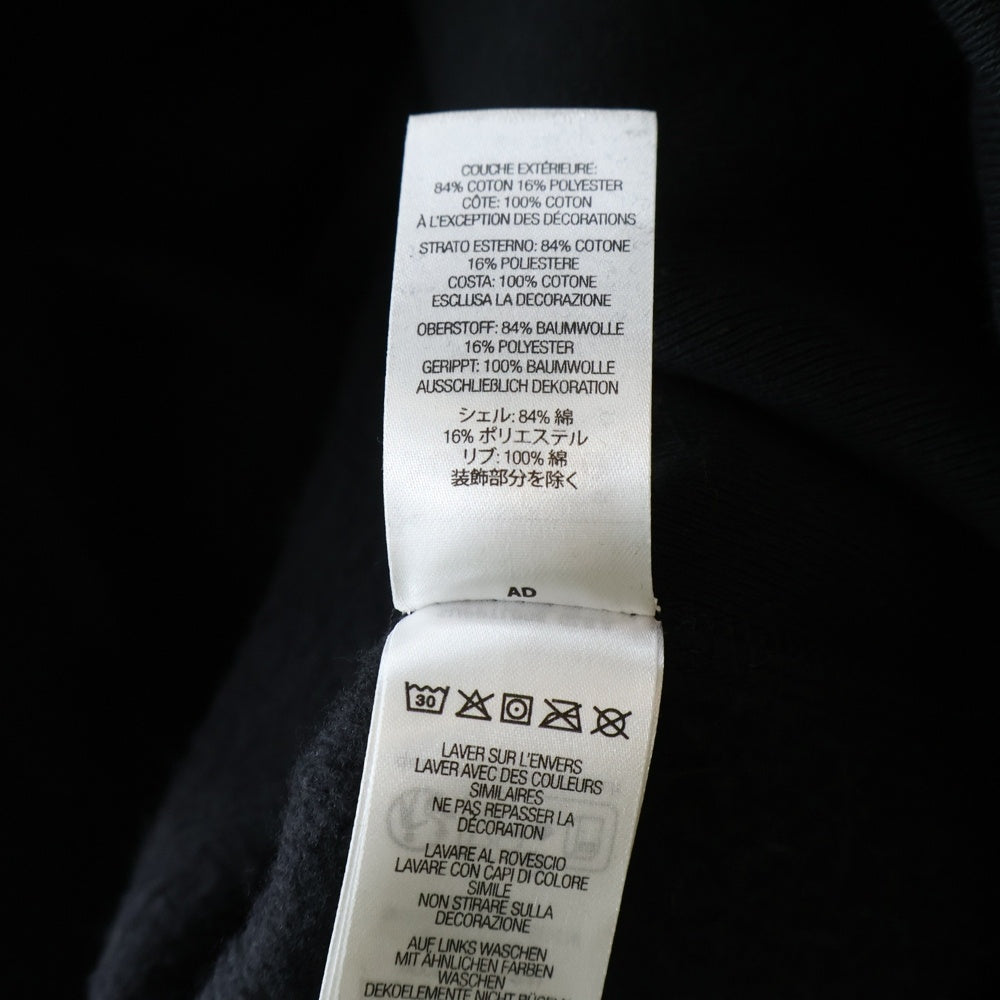 COUCHE EXTÉRIEURE:
84% COTON 16% POLYESTER
CÔTE: 100% COTON
À L'EXCEPTION DES DÉCORATIONS
STRATO ESTERNO: 84% COTONE
16% POLIESTERE
COSTA: 100% COTONE
ESCLUSA LA DECORAZIONE
OBERSTOFF: 84% BAUMWOLLE
16% POLYESTER
GERIPPT: 100% BAUMWOLLE
AUSSCHLIEßLICH DEKORATION
シェル: 84% 綿
16% ポリエステル
リブ: 100% 綿
装飾部分を除く
AD
30
LAVER SUR L'ENVERS
LAVER AVEC DES COULEURS
SIMILAIRES
NE PAS REPASSER LA
DÉCORATION
LAVARE AL ROVESCIO
LAVARE CON CAPI DI COLORE
SIMILE
NON STIRARE SULLA
DECORAZIONE
AUF LINKS WASCHEN
MIT ÄHNLICHEN FARBEN
WASCHEN
DEKOELEMENTE NICHT